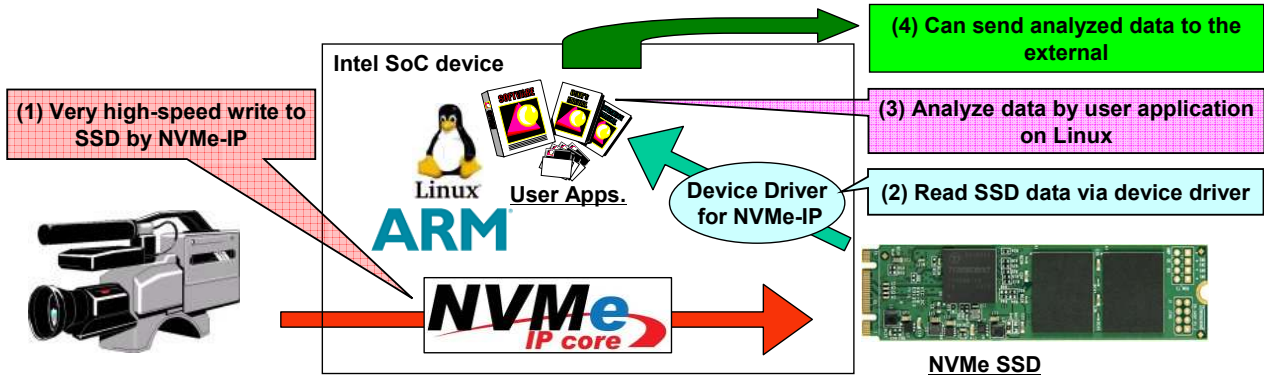 (4) Can send analyzed data to the
external
Intel SoC device
(1) Very high-speed write to
SSD by NVMe-IP
(3) Analyze data by user application
on Linux
SOFTWARE
Linux
User Apps.
Device Driver
for NVMe-IP
(2) Read SSD data via device driver
ARM®
NVMe
IP core
NVMe SSD